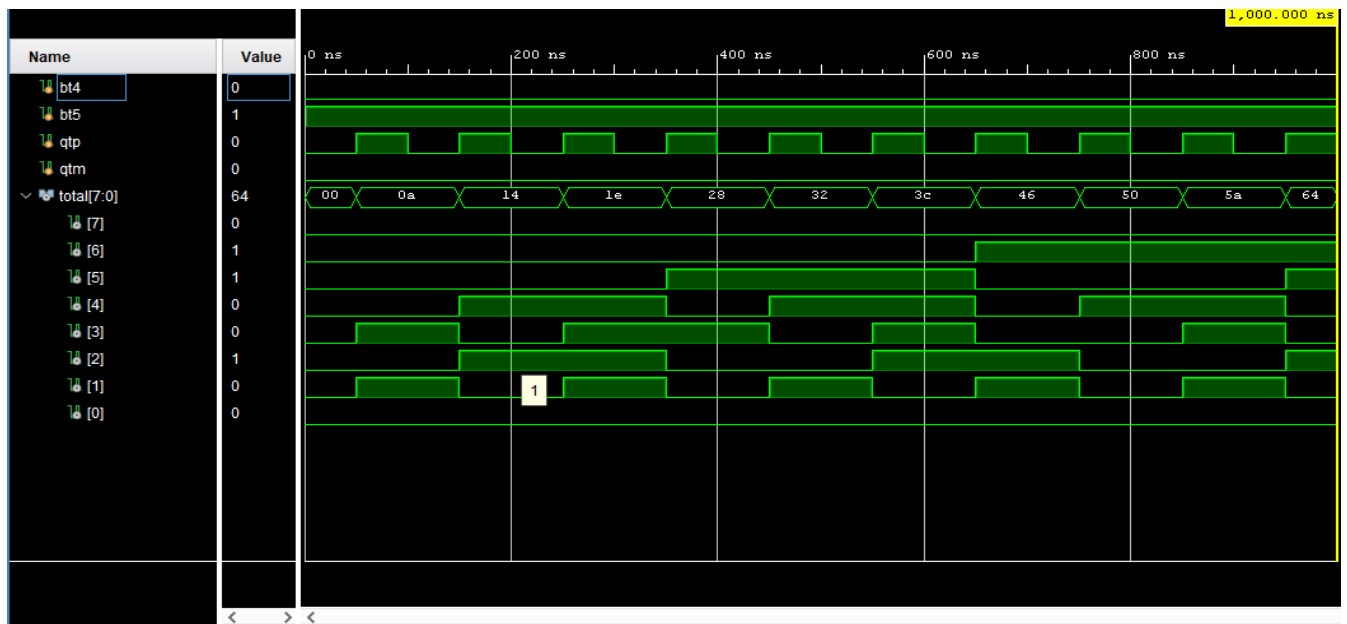 1,000.000 ns
Name Value 0 ns 200 ns 400 ns 600 ns 800 ns
bt4 0
bt5 1
qtp 0
qtm 0
total[7:0] 64 00 0a 14 1e 28 32 3c 46 50 5a 64
[7] 0
[6] 1
[5] 1
[4] 0
[3] 0
[2] 1
[1] 0 1
[0] 0